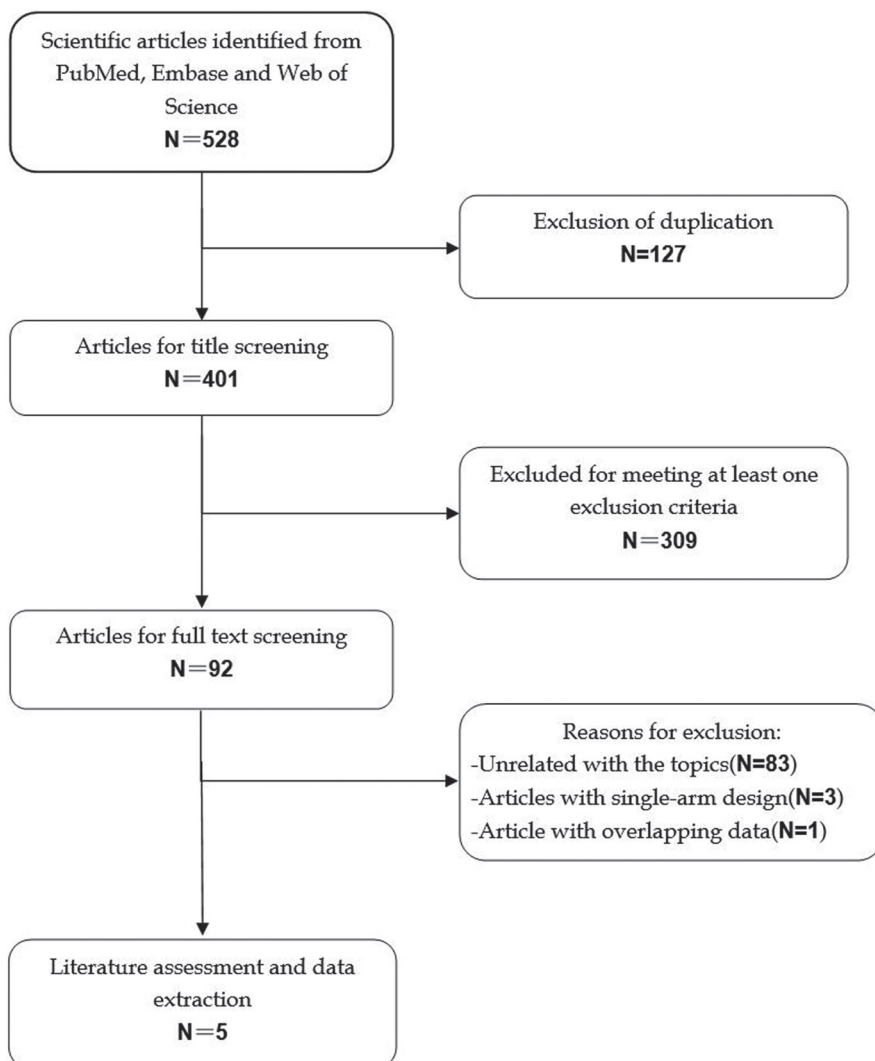 Scientific articles identified from
PubMed, Embase and Web of
Science
N＝528
Exclusion of duplication
N=127
Articles for title screening
N＝401
Excluded for meeting at least one
exclusion criteria
N＝309
Articles for full text screening
N＝92
Reasons for exclusion:
-Unrelated with the topics(N=83)
-Articles with single-arm design(N=3)
-Article with overlapping data(N=1)
Literature assessment and data
extraction
N＝5